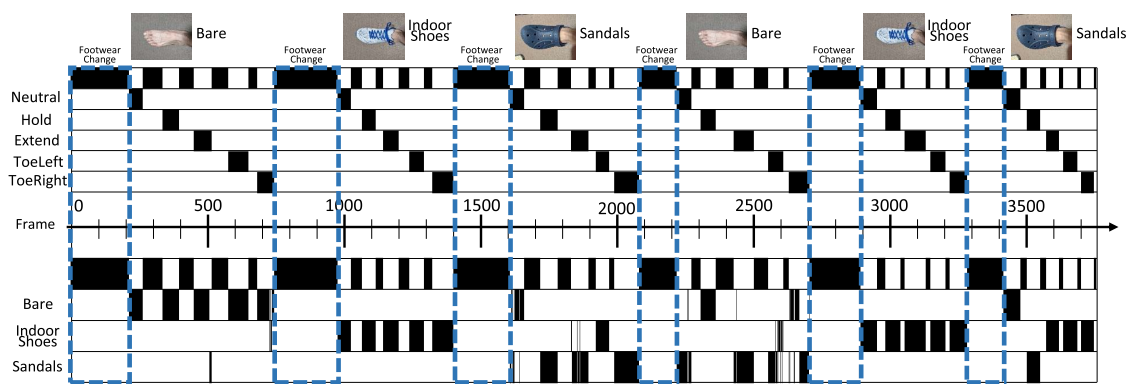 Bare
Indoor
Shoes
Sandals
Bare
Indoor
Shoes
Sandals
Footwear
Change
Footwear
Change
Footwear
Change
Footwear
Change
Footwear
Change
Footwear
Change
Neutral
Hold
Extend
ToeLeft
ToeRight
0 500 1000 1500 2000 2500 3000 3500
Frame
Bare
Indoor
Shoes
Sandals